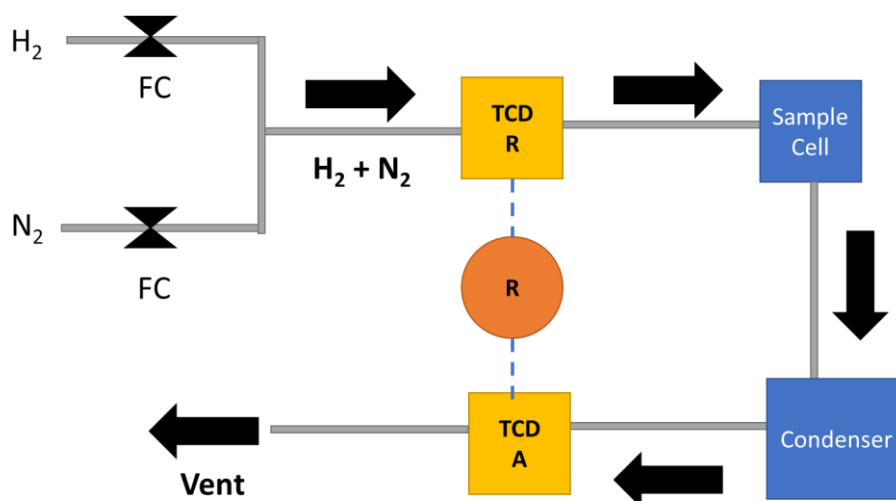 H₂
FC
H₂ + N₂
N₂
FC
TCD
R
Sample
Cell
R
Condenser
TCD
A
Vent